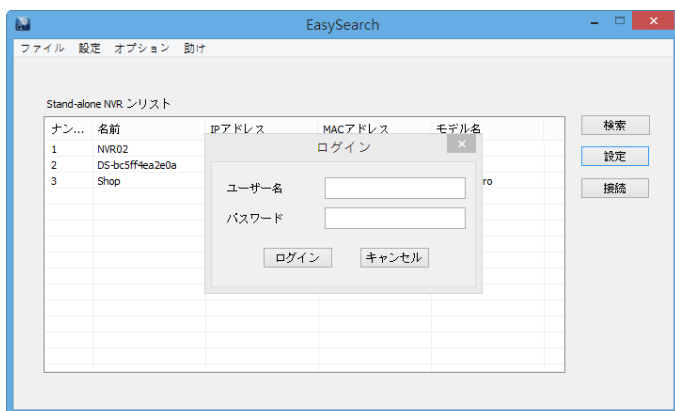 EasySearch
ファイル 設定 オプション 助け
Stand-alone NVR ンリスト
ナン... 名前 IPアドレス MACアドレス モデル名
検索
ログイン
1 NVR02
設定
2 DS-bc5ff4ea2e0a
3 Shop ro
接続
ユーザー名
パスワード
ログイン キャンセル